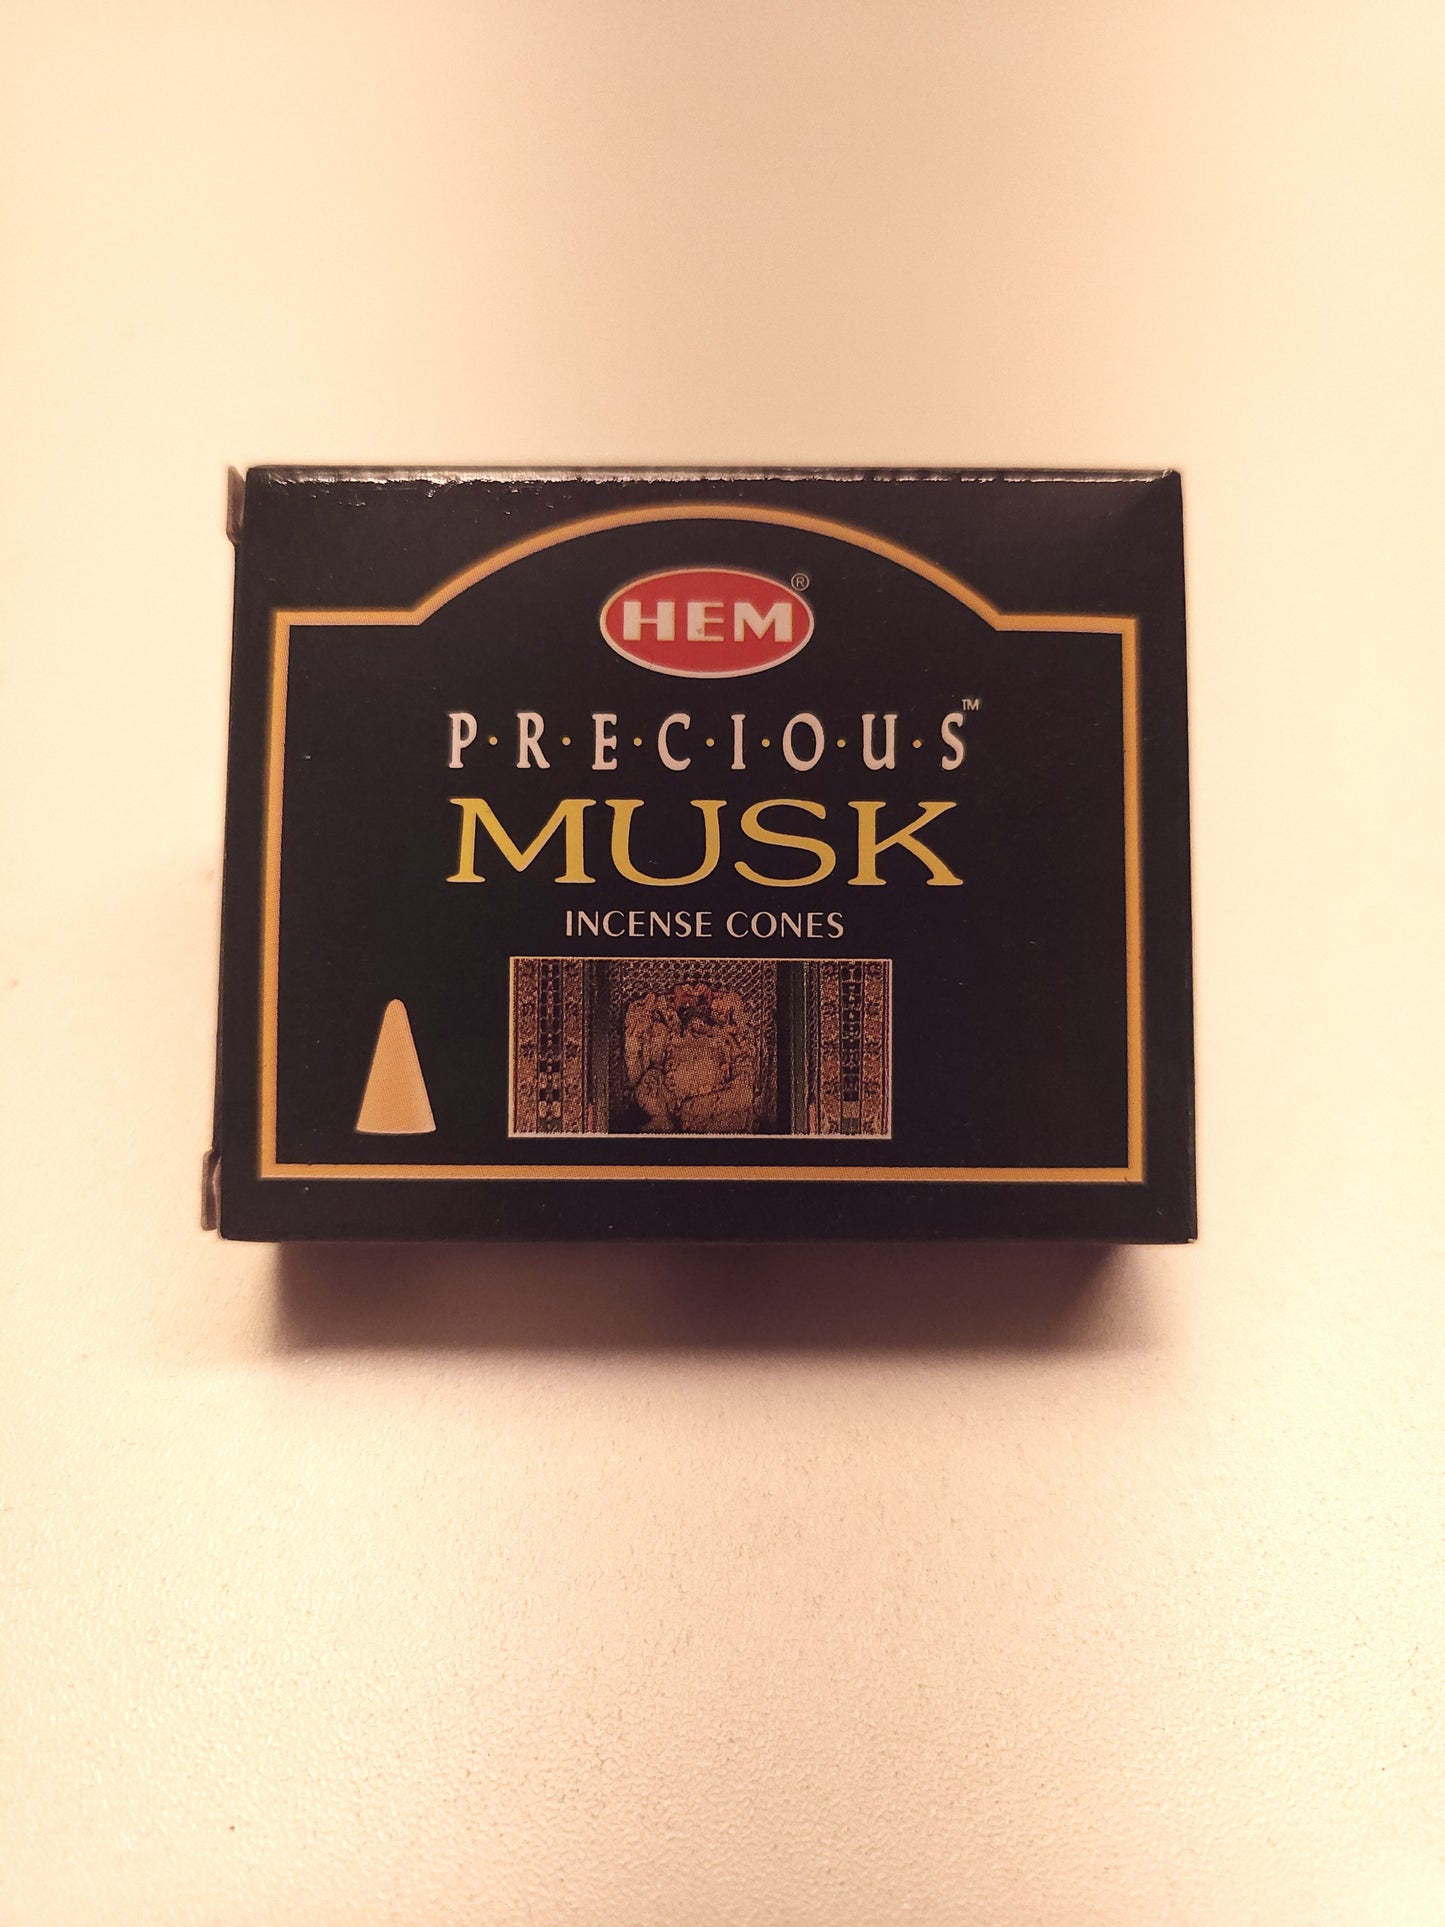 HEM®
P·R·E·C·I·O·U·S™
MUSK
INCENSE CONES